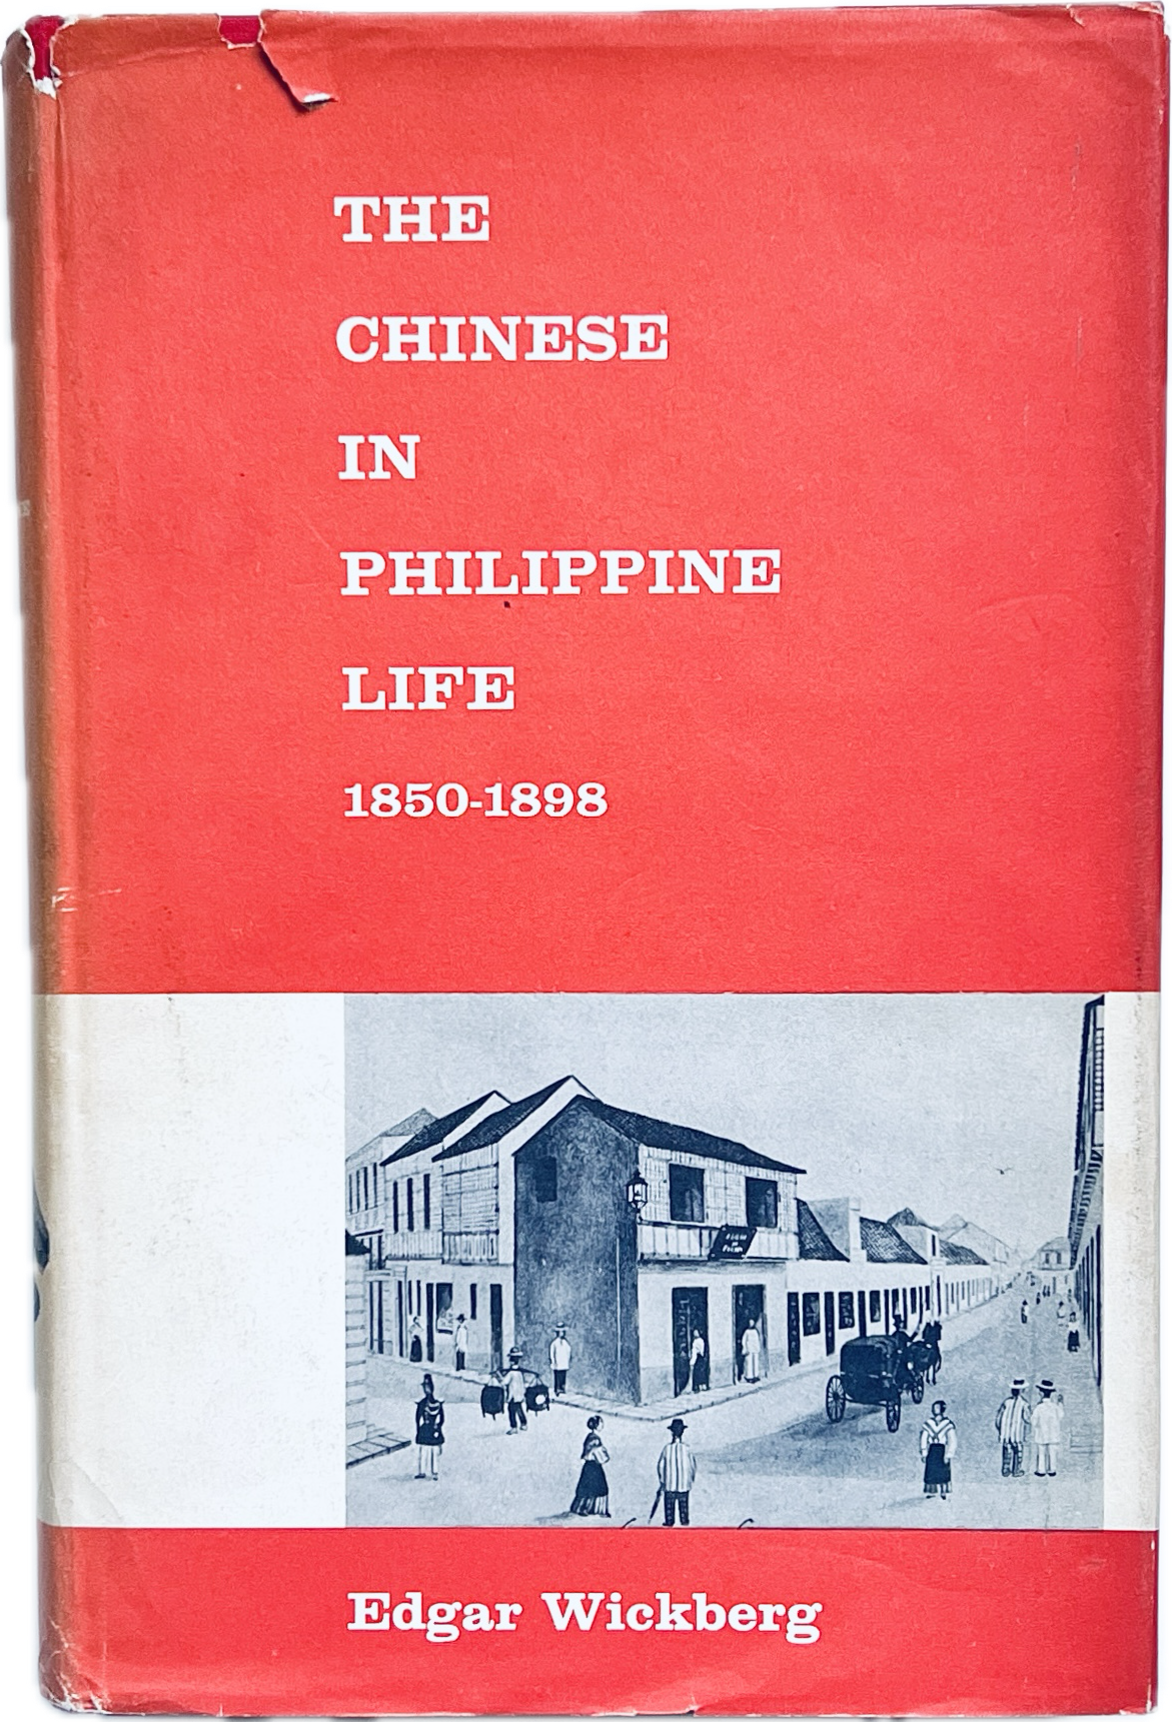 THE
CHINESE
IN
PHILIPPINE
LIFE
1850-1898
Edgar Wickberg